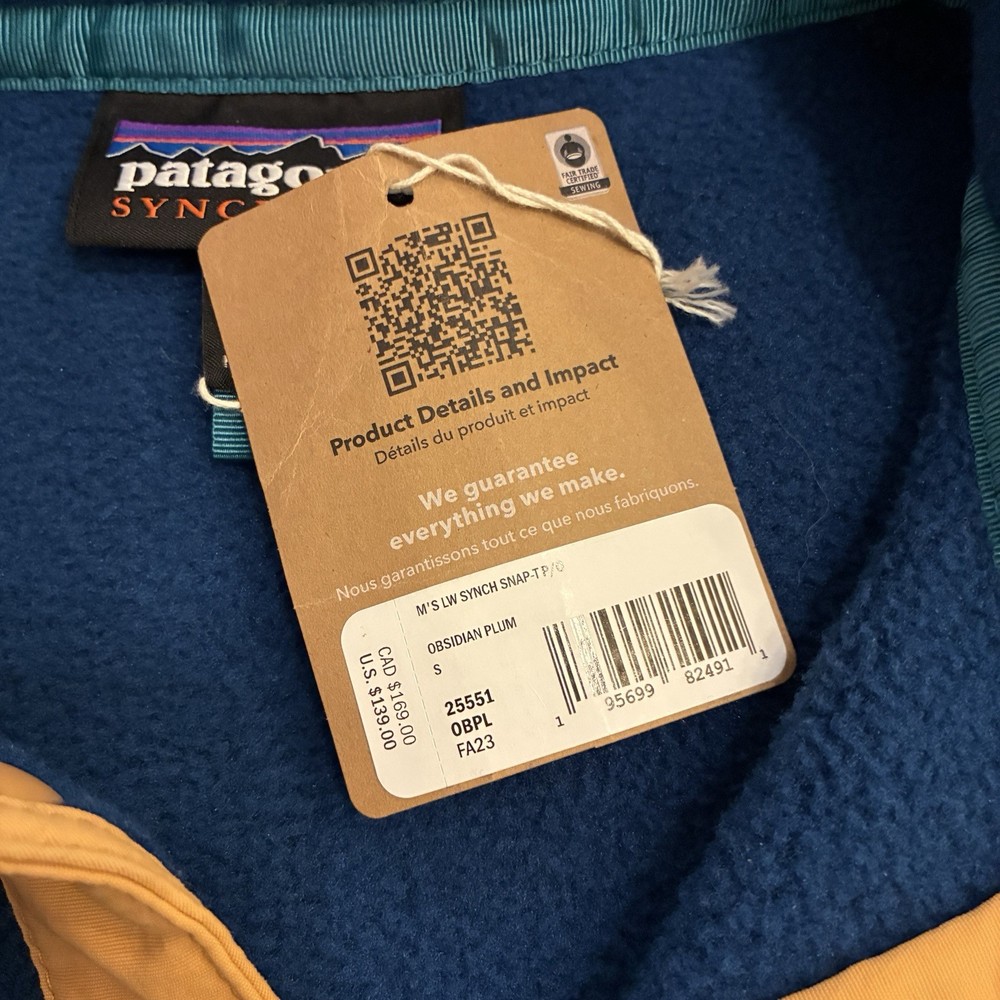 patago
SYNC
FAIR TRADE
CERTIFIED
SEWING
Product Details and Impact
Détails du produit et impact
We guarantee
everything we make.
Nous garantissons tout ce que nous fabriquons.
M'S LW SYNCH SNAP-T P/O
OBSIDIAN PLUM
S
25551
OBPL
FA23
CAD $169.00
U.S. $139.00
1 95699 82491 1